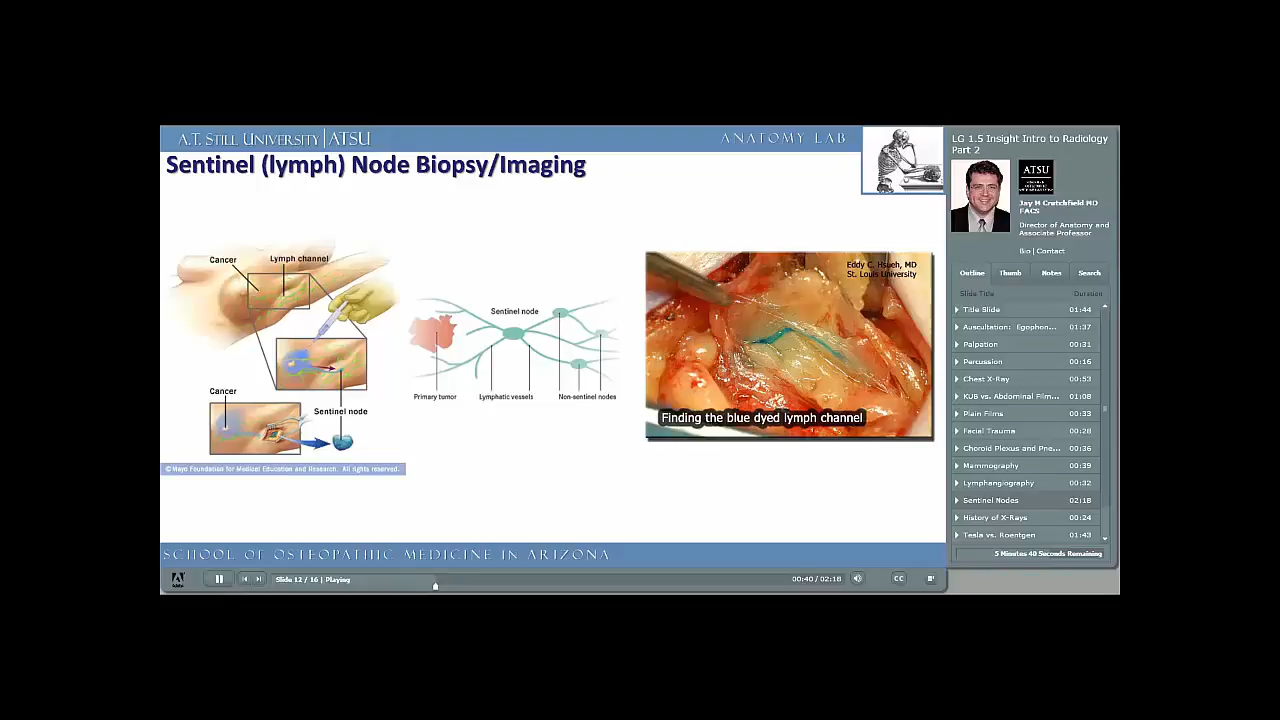 A.T. STILL UNIVERSITY | ATSU
ANATOMY LAB
Sentinel (lymph) Node Biopsy/Imaging
Cancer
Lymph channel
Cancer
Sentinel node
© Mayo Foundation for Medical Education and Research. All rights reserved.
Sentinel node
Primary tumor
Lymphatic vessels
Non-sentinel nodes
Eddy C. Hsueh, MD
St. Louis University
Finding the blue dyed lymph channel
SCHOOL OF OSTEOPATHIC MEDICINE IN ARIZONA
Slide 12 / 16 | Playing
00:40 / 02:18
CC
LG 1.5 Insight Intro to Radiology
Part 2
ATSU
Jay M Crutchfield MD
FACS
Director of Anatomy and
Associate Professor
Bio | Contact
Outline Thumb Notes Search
Slide Title Duration
Title Slide 01:44
Auscultation: Egophon... 01:37
Palpation 00:31
Percussion 00:16
Chest X-Ray 00:53
KUB vs. Abdominal Film... 01:08
Plain Films 00:33
Facial Trauma 00:28
Choroid Plexus and Pne... 00:36
Mammography 00:39
Lymphangiography 00:32
Sentinel Nodes 02:18
History of X-Rays 00:24
Tesla vs. Roentgen 01:43
5 Minutes 40 Seconds Remaining